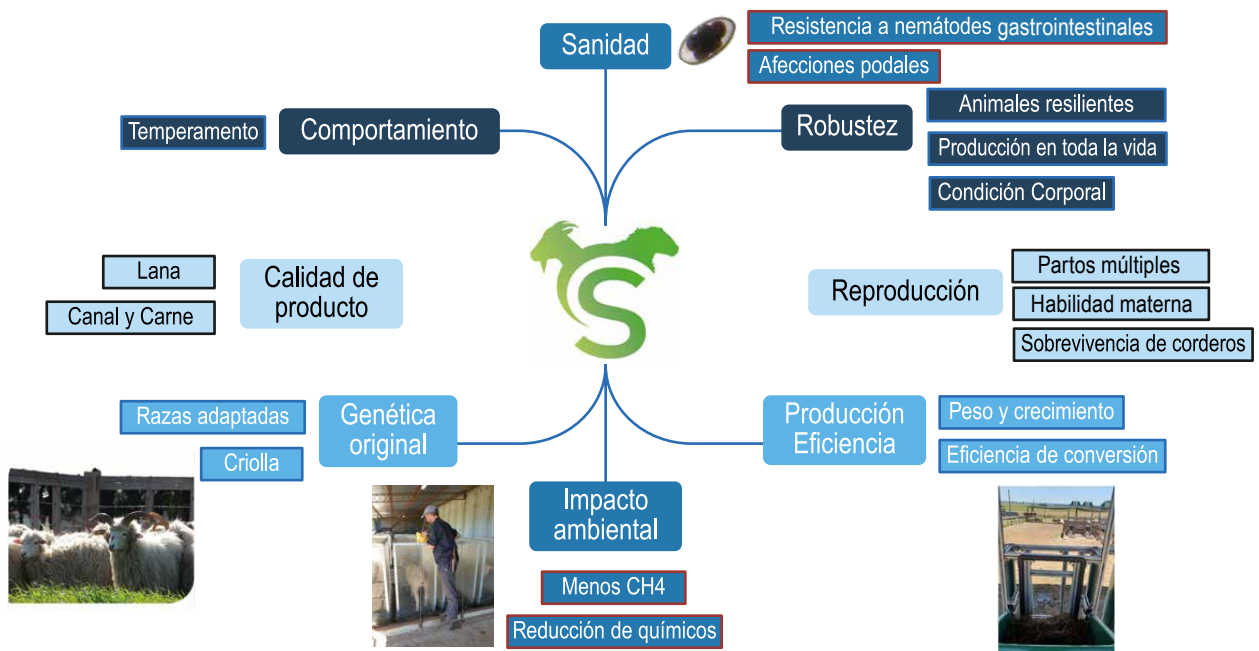 Sanidad
Resistencia a nemátodes gastrointestinales
Afecciones podales
Temperamento
Comportamiento
Robustez
Animales resilientes
Producción en toda la vida
Condición Corporal
Lana
Canal y Carne
Calidad de
producto
Reproducción
Partos múltiples
Habilidad materna
Sobrevivencia de corderos
Razas adaptadas
Criolla
Genética
original
Producción
Eficiencia
Peso y crecimiento
Eficiencia de conversión
Impacto
ambiental
Menos CH4
Reducción de químicos
S